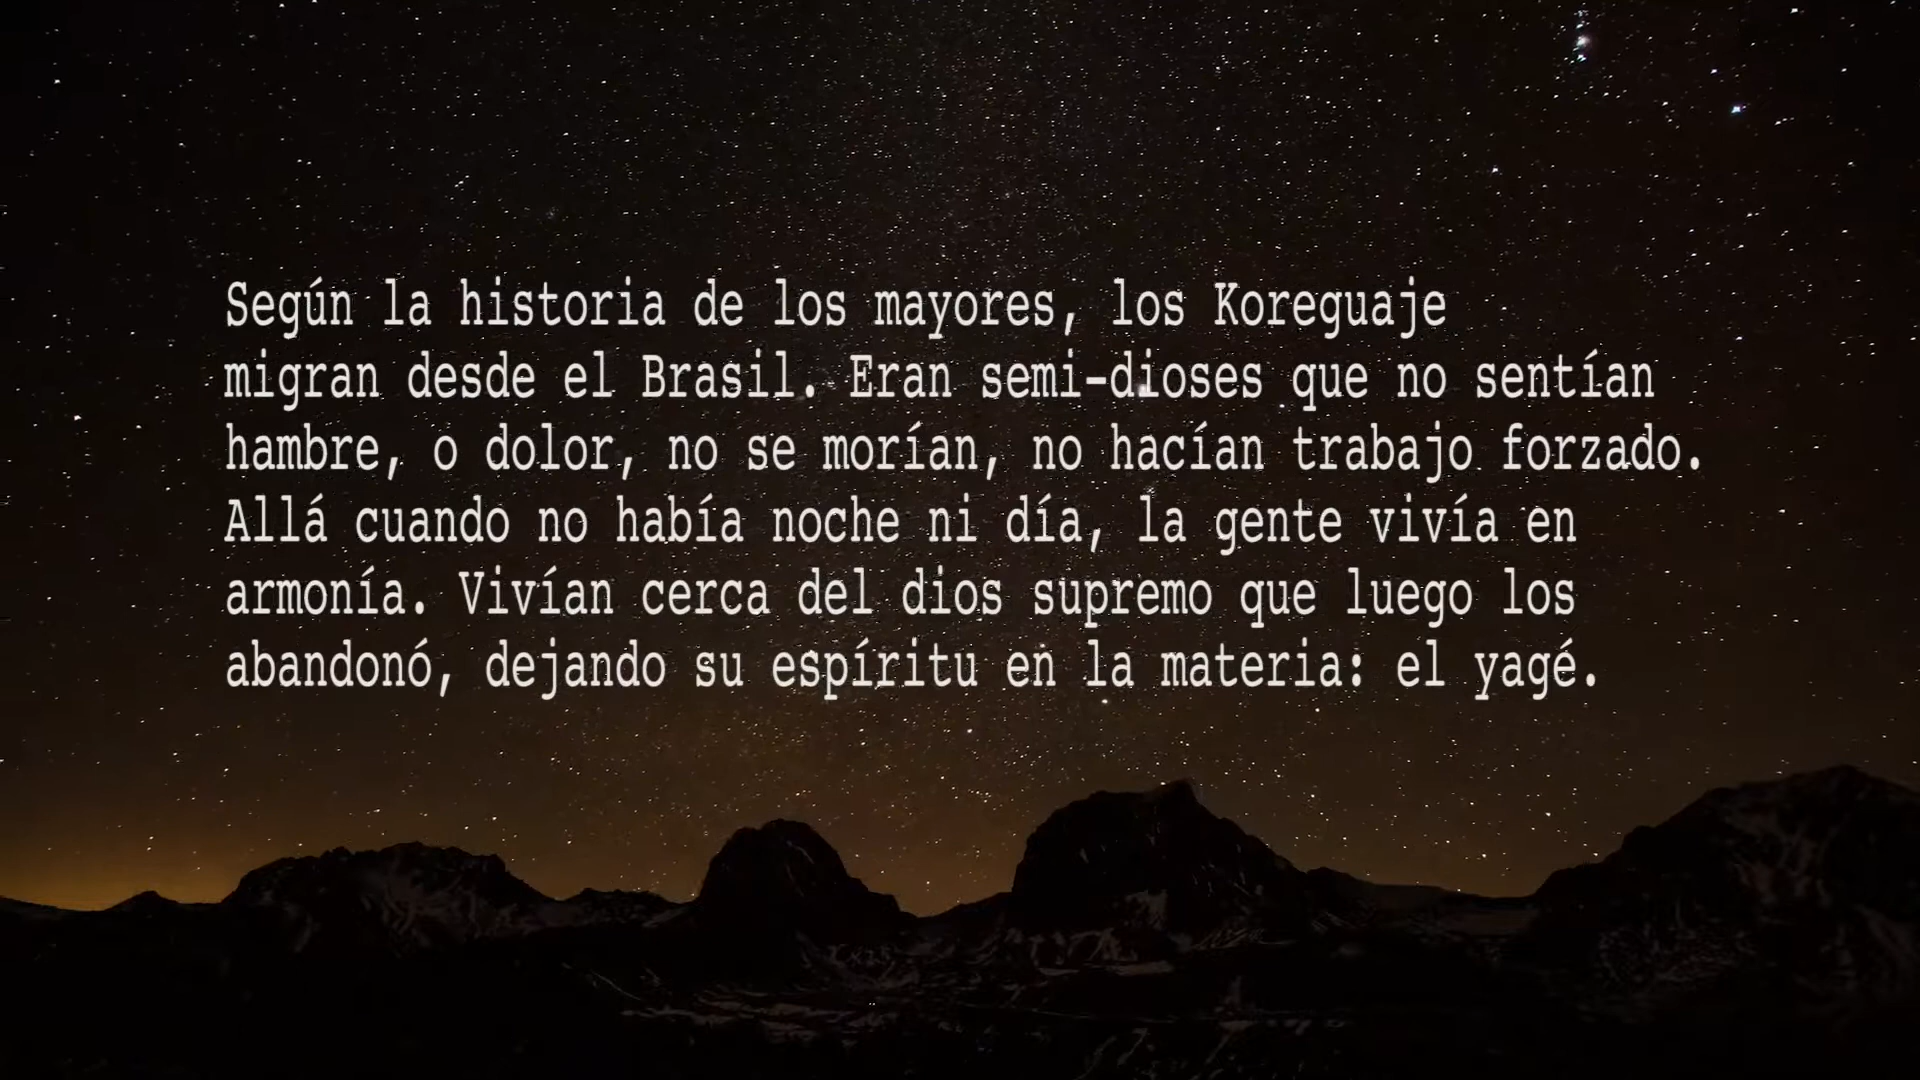 Según la historia de los mayores, los Koreguaje
migran desde el Brasil. Eran semi-dioses que no sentían
hambre, o dolor, no se morían, no hacían trabajo forzado.
Allá cuando no había noche ni día, la gente vivía en
armonía. Vivían cerca del dios supremo que luego los
abandonó, dejando su espíritu en la materia: el yagé.